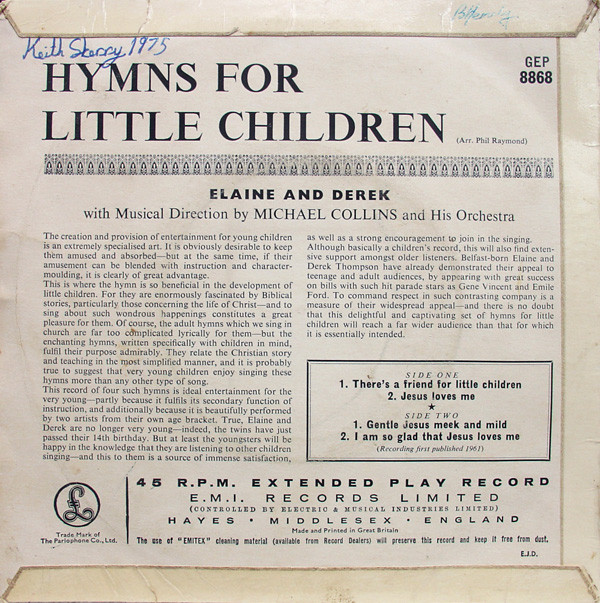 Keith Skerry 1975
GEP
8868
HYMNS FOR
LITTLE CHILDREN
(Arr. Phil Raymond)
ELAINE AND DEREK
with Musical Direction by MICHAEL COLLINS and His Orchestra
The creation and provision of entertainment for young children
is an extremely specialised art. It is obviously desirable to keep
them amused and absorbed—but at the same time, if their
amusement can be blended with instruction and character-
moulding, it is clearly of great advantage.
This is where the hymn is so beneficial in the development of
little children. For they are enormously fascinated by Biblical
stories, particularly those concerning the life of Christ—and to
sing about such wondrous happenings constitutes a great
pleasure for them. Of course, the adult hymns which we sing in
church are far too complicated lyrically for them—but the
enchanting hymns, written specifically with children in mind,
fulfil their purpose admirably. They relate the Christian story
and teaching in the most simplified manner, and it is probably
true to suggest that very young children enjoy singing these
hymns more than any other type of song.
This record of four such hymns is ideal entertainment for the
very young—partly because it fulfils its secondary function of
instruction, and additionally because it is beautifully performed
by two artists from their own age bracket. True, Elaine and
Derek are no longer very young—indeed, the twins have just
passed their 14th birthday. But at least the youngsters will be
happy in the knowledge that they are listening to other children
singing—and this to them is a source of immense satisfaction,
as well as a strong encouragement to join in the singing.
Although basically a children's record, this will also find exten-
sive support amongst older listeners. Belfast-born Elaine and
Derek Thompson have already demonstrated their appeal to
teenage and adult audiences, by appearing with great success
on bills with such hit parade stars as Gene Vincent and Emile
Ford. To command respect in such contrasting company is a
measure of their widespread appeal—and there is no doubt
that this delightful and captivating set of hymns for little
children will reach a far wider audience than that for which
it is essentially intended.
SIDE ONE
1. There's a friend for little children
2. Jesus loves me
★
SIDE TWO
1. Gentle Jesus meek and mild
2. I am so glad that Jesus loves me
(Recording first published 1961)
£
Trade Mark of
The Parlophone Co., Ltd.
45 R.P.M. EXTENDED PLAY RECORD
E.M.I. RECORDS LIMITED
(CONTROLLED BY ELECTRIC & MUSICAL INDUSTRIES LIMITED)
HAYES · MIDDLESEX · ENGLAND
Made and Printed in Great Britain
The use of "EMITEX" cleaning material (available from Record Dealers) will preserve this record and keep it free from dust.
E.J.D.